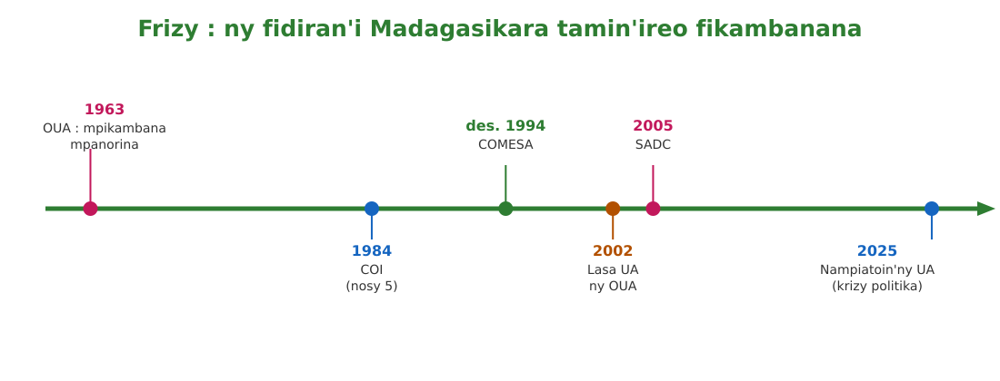 Frizy : ny fidiran'i Madagasikara tamin'ireo fikambanana
1963
OUA : mpikambana
mpanorina
des. 1994
COMESA
2005
SADC
1984
COI
(nosy 5)
2002
Lasa UA
ny OUA
2025
Nampiatoin'ny UA
(krizy politika)